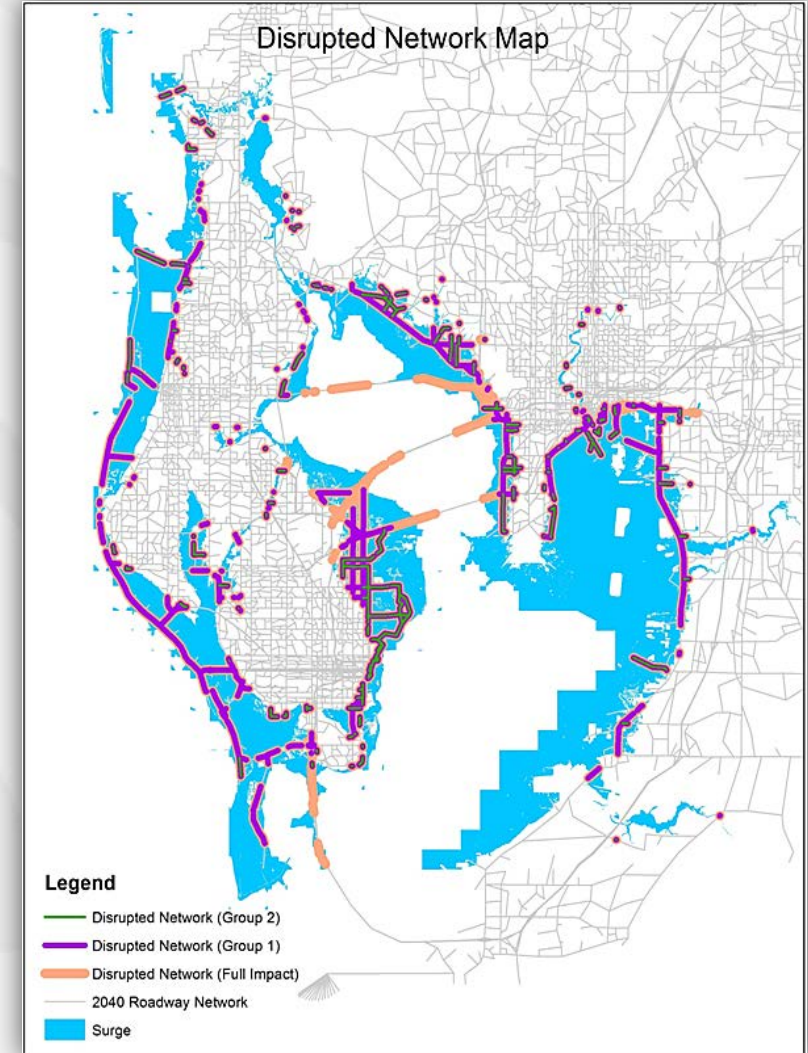 Disrupted Network Map
Legend
Disrupted Network (Group 2)
Disrupted Network (Group 1)
Disrupted Network (Full Impact)
2040 Roadway Network
Surge